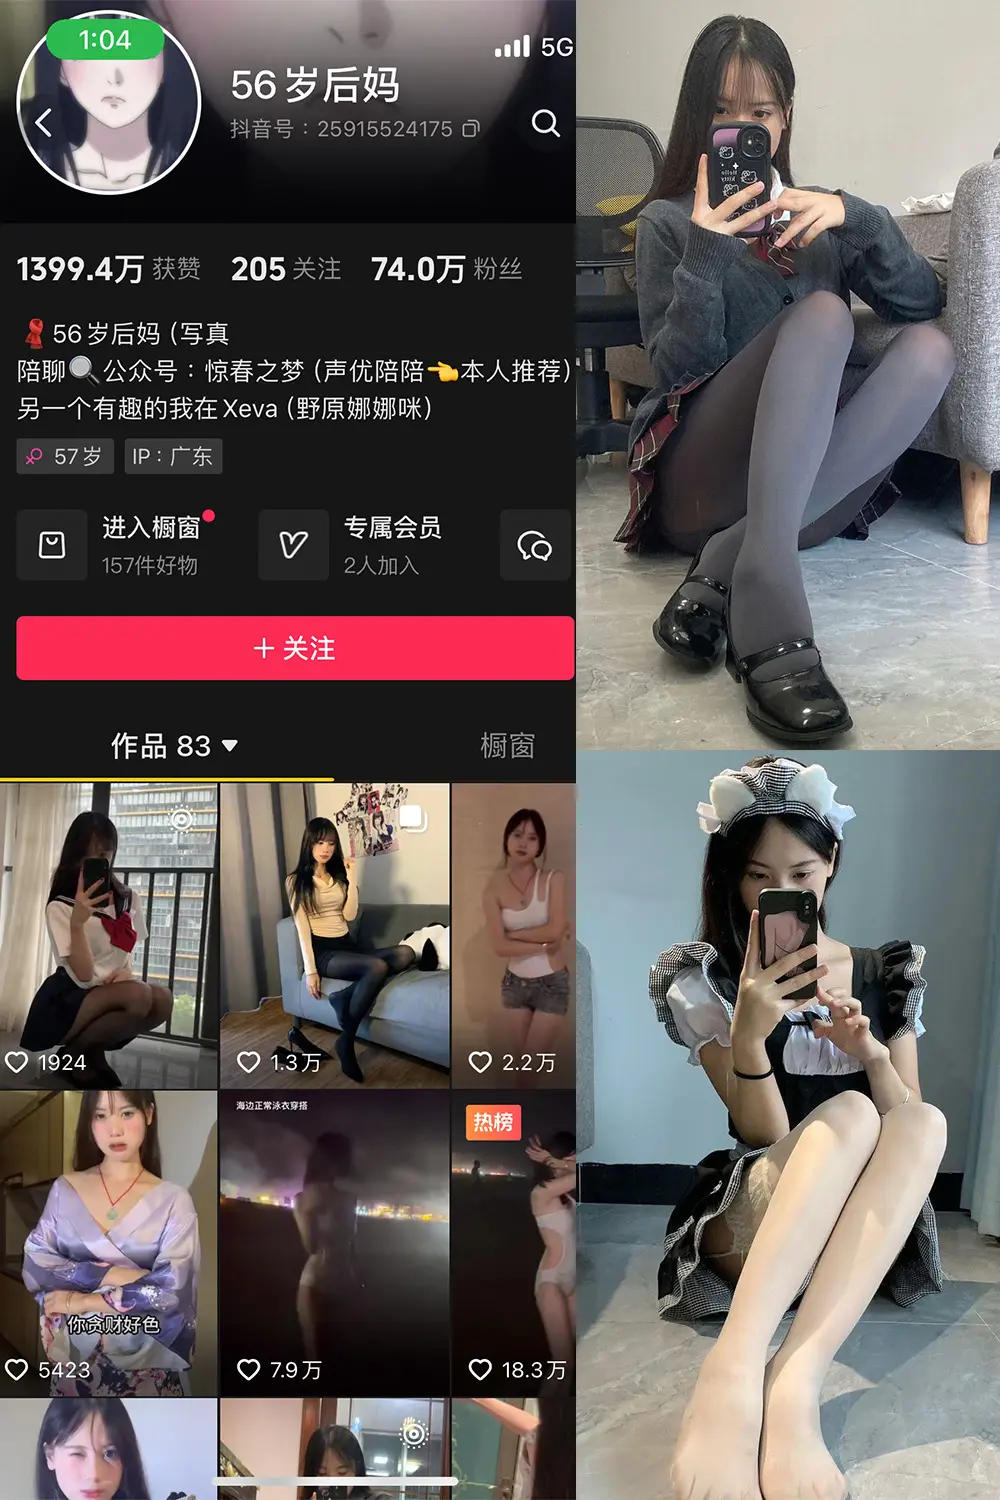 1:04
5G
56岁后妈
抖音号：25915524175
1399.4万 获赞 205 关注 74.0万 粉丝
56岁后妈（写真
陪聊🔍公众号：惊春之梦（声优陪陪👈本人推荐）
另一个有趣的我在Xeva（野原娜娜咪）
57岁 IP：广东
进入橱窗 专属会员
157件好物 2人加入
+ 关注
作品 83 橱窗
1924 1.3万 2.2万
海边正常泳衣穿搭
热榜
你贪财好色
5423 7.9万 18.3万